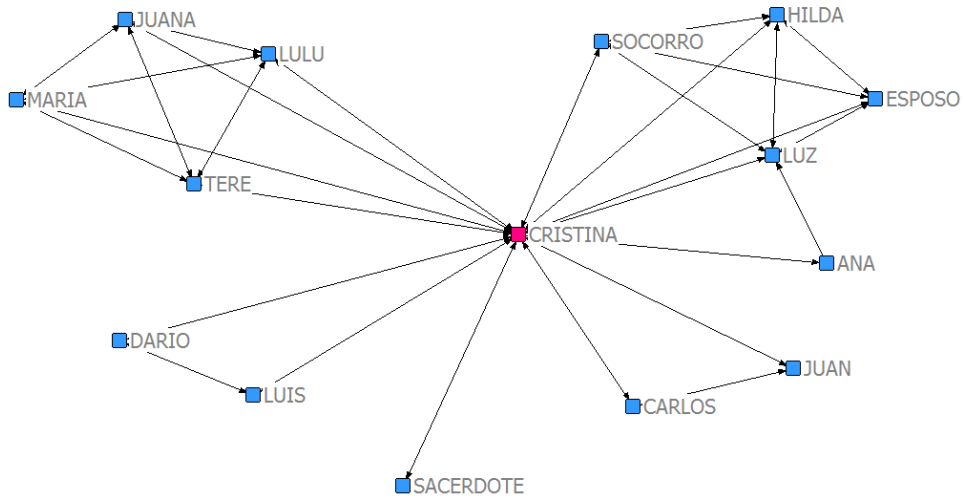 JUANA
HILDA
SOCORRO
LULU
MARIA
ESPOSO
LUZ
TERE
CRISTINA
ANA
DARIO
JUAN
LUIS
CARLOS
SACERDOTE